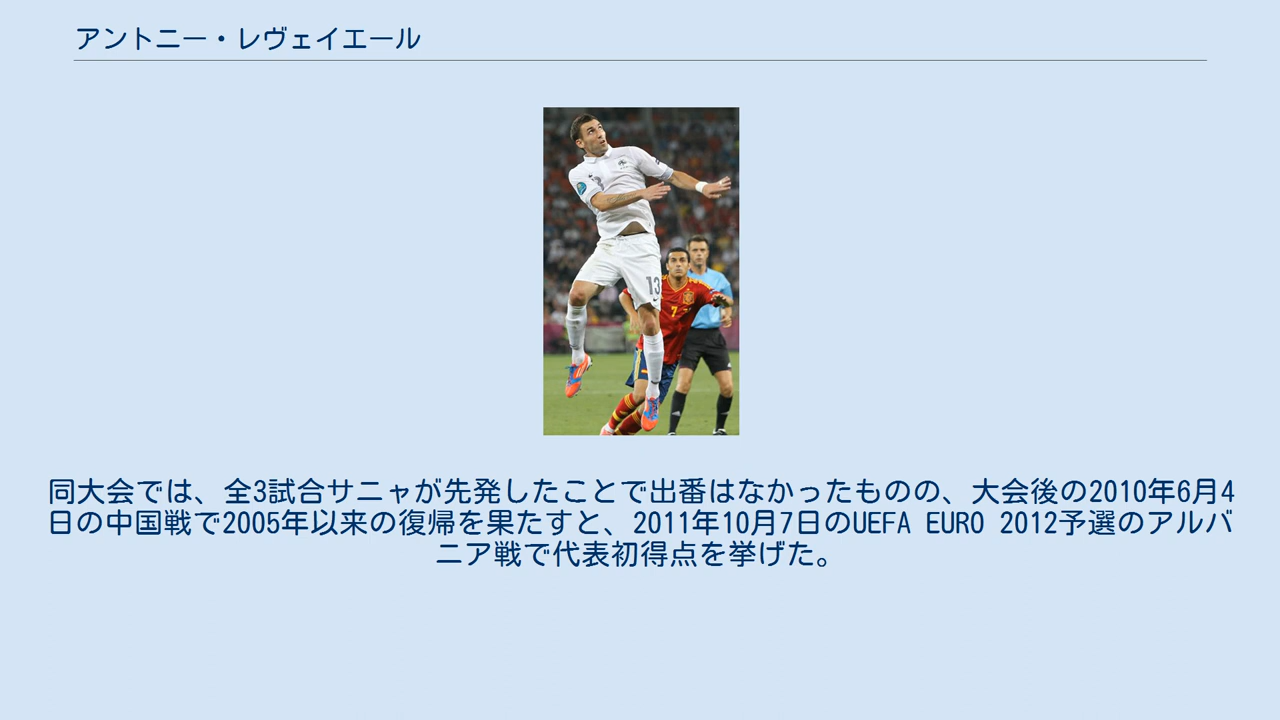 アントニー・レヴェイエール
13
7
同大会では、全3試合サニャが先発したことで出番はなかったものの、大会後の2010年6月4
日の中国戦で2005年以来の復帰を果たすと、2011年10月7日のUEFA EURO 2012予選のアルバ
ニア戦で代表初得点を挙げた。